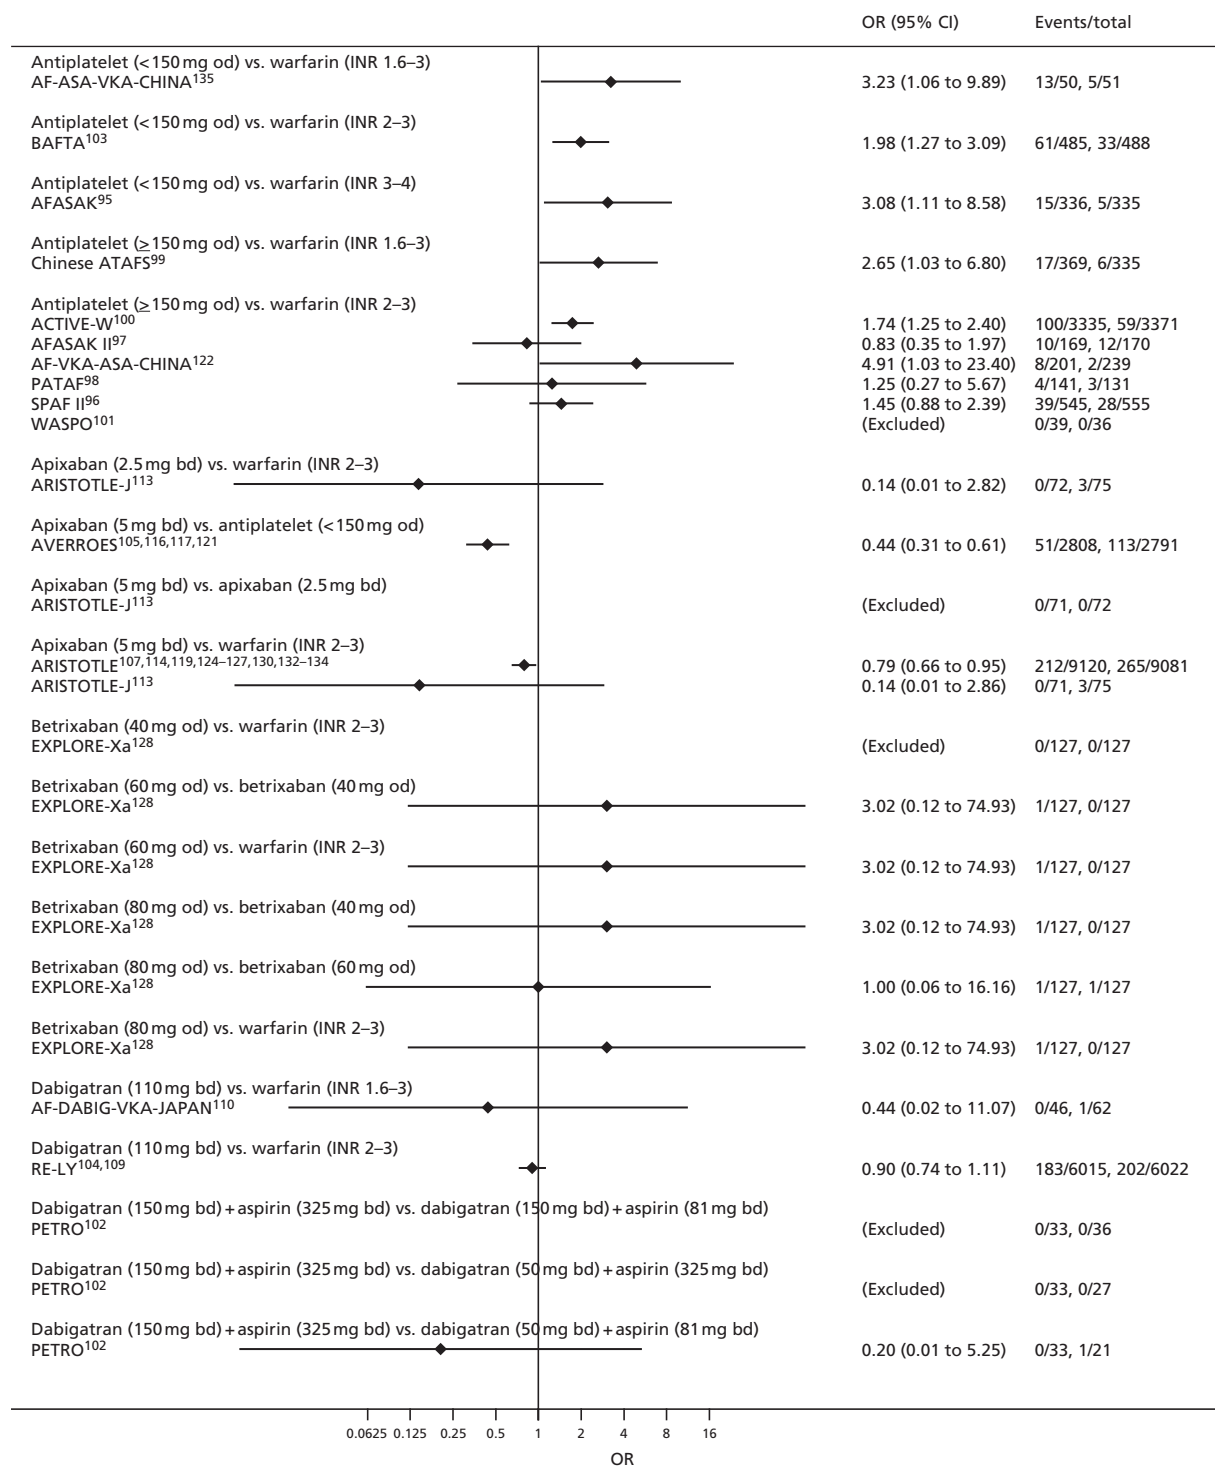 OR (95% CI) Events/total
Antiplatelet (<150 mg od) vs. warfarin (INR 1.6–3)
AF-ASA-VKA-CHINA135 3.23 (1.06 to 9.89) 13/50, 5/51
Antiplatelet (<150 mg od) vs. warfarin (INR 2–3)
BAFTA103 1.98 (1.27 to 3.09) 61/485, 33/488
Antiplatelet (<150 mg od) vs. warfarin (INR 3–4)
AFASAK95 3.08 (1.11 to 8.58) 15/336, 5/335
Antiplatelet (≥150 mg od) vs. warfarin (INR 1.6–3)
Chinese ATAFS99 2.65 (1.03 to 6.80) 17/369, 6/335
Antiplatelet (≥150 mg od) vs. warfarin (INR 2–3)
ACTIVE-W100 1.74 (1.25 to 2.40) 100/3335, 59/3371
AFASAK II97 0.83 (0.35 to 1.97) 10/169, 12/170
AF-VKA-ASA-CHINA122 4.91 (1.03 to 23.40) 8/201, 2/239
PATAF98 1.25 (0.27 to 5.67) 4/141, 3/131
SPAF II96 1.45 (0.88 to 2.39) 39/545, 28/555
WASPO101 (Excluded) 0/39, 0/36
Apixaban (2.5 mg bd) vs. warfarin (INR 2–3)
ARISTOTLE-J113 0.14 (0.01 to 2.82) 0/72, 3/75
Apixaban (5 mg bd) vs. antiplatelet (<150 mg od)
AVERROES105,116,117,121 0.44 (0.31 to 0.61) 51/2808, 113/2791
Apixaban (5 mg bd) vs. apixaban (2.5 mg bd)
ARISTOTLE-J113 (Excluded) 0/71, 0/72
Apixaban (5 mg bd) vs. warfarin (INR 2–3)
ARISTOTLE107,114,119,124–127,130,132–134 0.79 (0.66 to 0.95) 212/9120, 265/9081
ARISTOTLE-J113 0.14 (0.01 to 2.86) 0/71, 3/75
Betrixaban (40 mg od) vs. warfarin (INR 2–3)
EXPLORE-Xa128 (Excluded) 0/127, 0/127
Betrixaban (60 mg od) vs. betrixaban (40 mg od)
EXPLORE-Xa128 3.02 (0.12 to 74.93) 1/127, 0/127
Betrixaban (60 mg od) vs. warfarin (INR 2–3)
EXPLORE-Xa128 3.02 (0.12 to 74.93) 1/127, 0/127
Betrixaban (80 mg od) vs. betrixaban (40 mg od)
EXPLORE-Xa128 3.02 (0.12 to 74.93) 1/127, 0/127
Betrixaban (80 mg od) vs. betrixaban (60 mg od)
EXPLORE-Xa128 1.00 (0.06 to 16.16) 1/127, 1/127
Betrixaban (80 mg od) vs. warfarin (INR 2–3)
EXPLORE-Xa128 3.02 (0.12 to 74.93) 1/127, 0/127
Dabigatran (110 mg bd) vs. warfarin (INR 1.6–3)
AF-DABIG-VKA-JAPAN110 0.44 (0.02 to 11.07) 0/46, 1/62
Dabigatran (110 mg bd) vs. warfarin (INR 2–3)
RE-LY104,109 0.90 (0.74 to 1.11) 183/6015, 202/6022
Dabigatran (150 mg bd) + aspirin (325 mg bd) vs. dabigatran (150 mg bd) + aspirin (81 mg bd)
PETRO102 (Excluded) 0/33, 0/36
Dabigatran (150 mg bd) + aspirin (325 mg bd) vs. dabigatran (50 mg bd) + aspirin (325 mg bd)
PETRO102 (Excluded) 0/33, 0/27
Dabigatran (150 mg bd) + aspirin (325 mg bd) vs. dabigatran (50 mg bd) + aspirin (81 mg bd)
PETRO102 0.20 (0.01 to 5.25) 0/33, 1/21
0.0625 0.125 0.25 0.5 1 2 4 8 16
OR